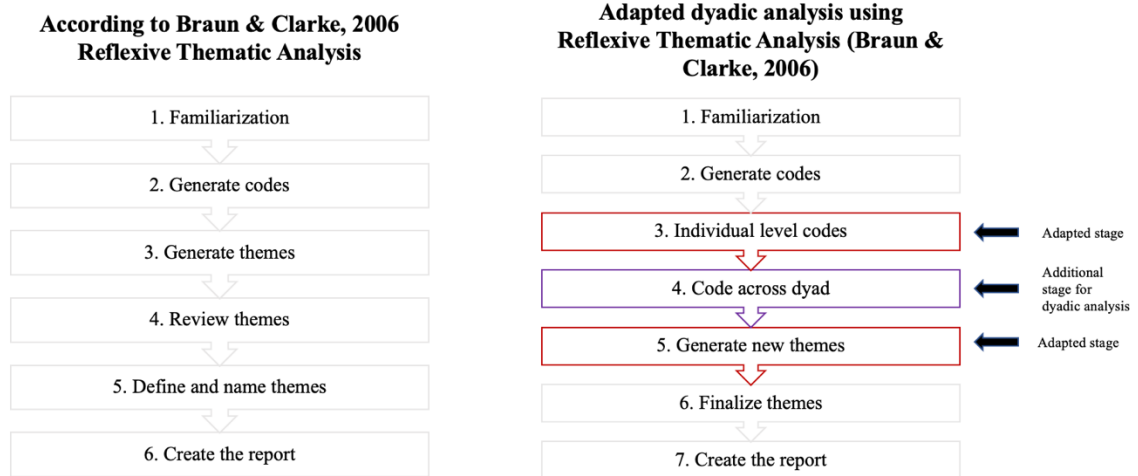 According to Braun & Clarke, 2006
Reflexive Thematic Analysis
1. Familiarization
2. Generate codes
3. Generate themes
4. Review themes
5. Define and name themes
6. Create the report
Adapted dyadic analysis using
Reflexive Thematic Analysis (Braun &
Clarke, 2006)
1. Familiarization
2. Generate codes
3. Individual level codes
Adapted stage
4. Code across dyad
Additional
stage for
dyadic analysis
5. Generate new themes
Adapted stage
6. Finalize themes
7. Create the report